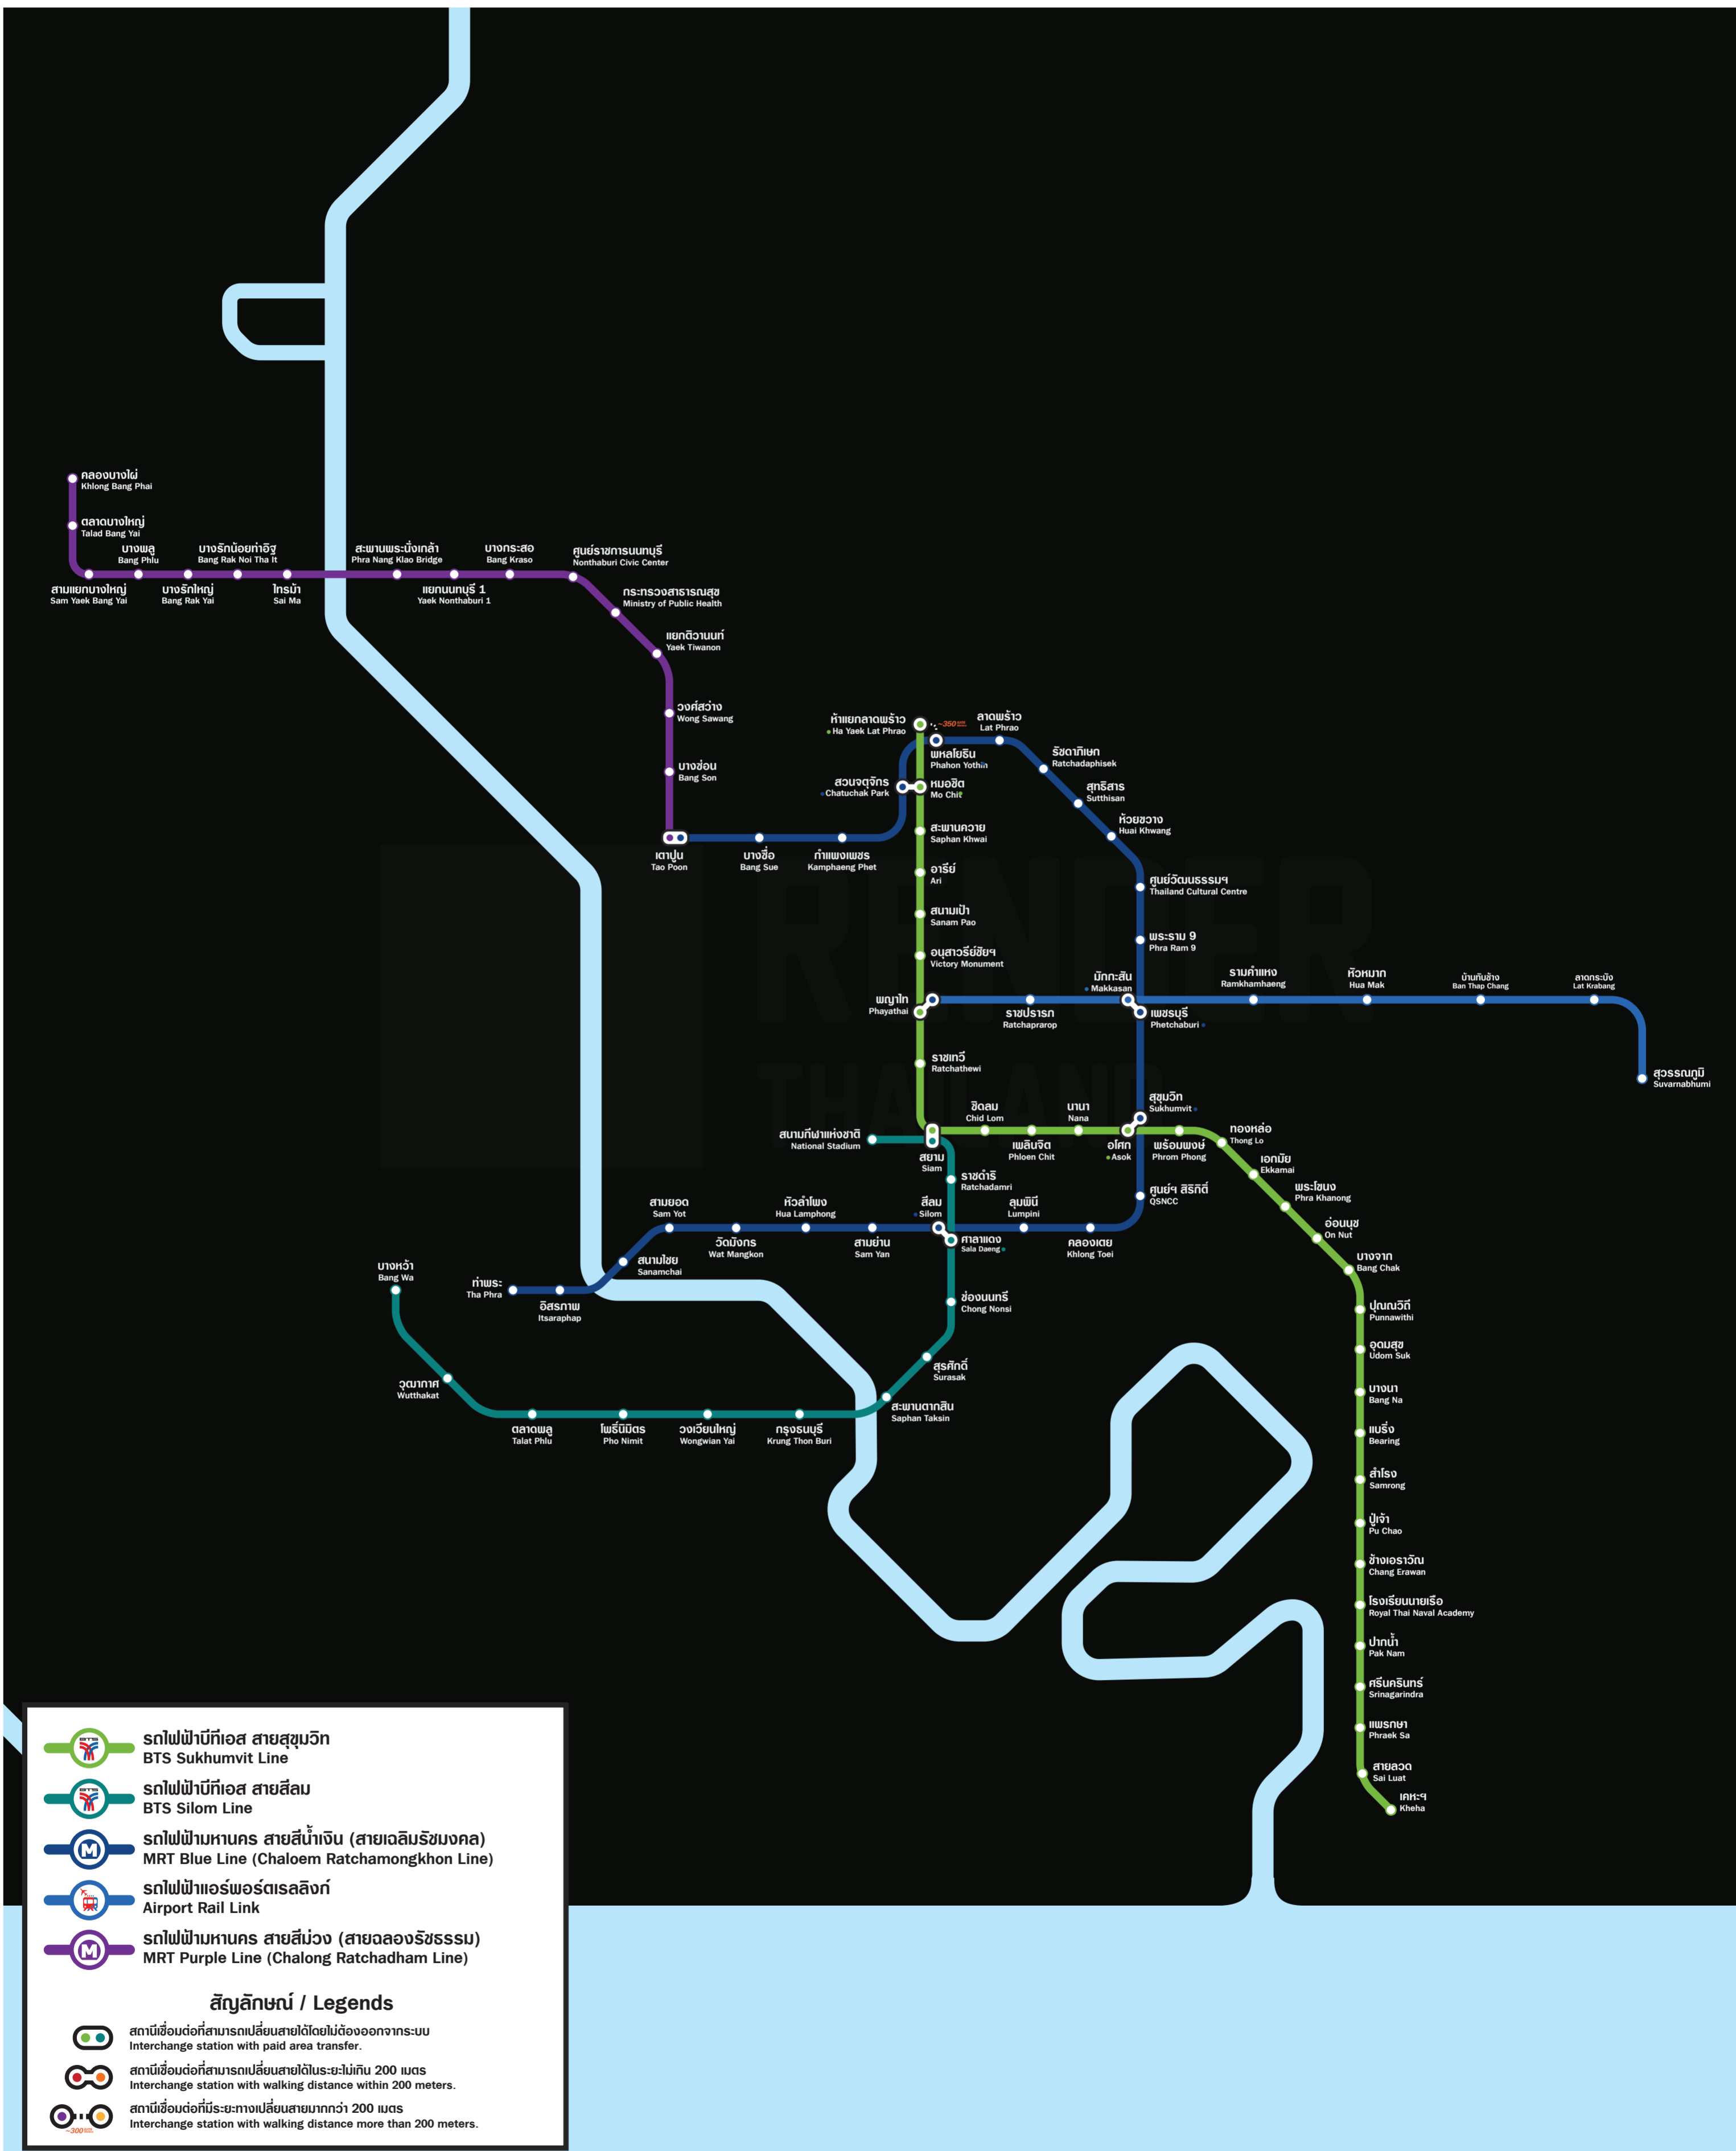 คลองบางไผ่
Khlong Bang Phai
ตลาดบางใหญ่
Talad Bang Yai
บางพลู
Bang Phlu
บางรักน้อยท่าอิฐ
Bang Rak Noi Tha It
สะพานพระนั่งเกล้า
Phra Nang Klao Bridge
บางกระสอ
Bang Kraso
ศูนย์ราชการนนทบุรี
Nonthaburi Civic Center
สามแยกบางใหญ่
Sam Yaek Bang Yai
บางรักใหญ่
Bang Rak Yai
ไทรม้า
Sai Ma
แยกนนทบุรี 1
Yaek Nonthaburi 1
กระทรวงสาธารณสุข
Ministry of Public Health
แยกติวานนท์
Yaek Tiwanon
วงศ์สว่าง
Wong Sawang
บางซ่อน
Bang Son
เตาปูน
Tao Poon
บางซื่อ
Bang Sue
กำแพงเพชร
Kamphaeng Phet
ห้าแยกลาดพร้าว
Ha Yaek Lat Phrao
~350
ลาดพร้าว
Lat Phrao
พหลโยธิน
Phahon Yothin
สวนจตุจักร
Chatuchak Park
หมอชิต
Mo Chit
รัชดาภิเษก
Ratchadaphisek
สุทธิสาร
Sutthisan
ห้วยขวาง
Huai Khwang
สะพานควาย
Saphan Khwai
อารีย์
Ari
ศูนย์วัฒนธรรมฯ
Thailand Cultural Centre
สนามเป้า
Sanam Pao
พระราม 9
Phra Ram 9
อนุสาวรีย์ชัยฯ
Victory Monument
พญาไท
Phayathai
ราชปรารภ
Ratchaprarop
มักกะสัน
Makkasan
เพชรบุรี
Phetchaburi
รามคำแหง
Ramkhamhaeng
หัวหมาก
Hua Mak
บ้านทับช้าง
Ban Thap Chang
ลาดกระบัง
Lat Krabang
สุวรรณภูมิ
Suvarnabhumi
RENDER
THAILAND
ราชเทวี
Ratchathewi
สนามกีฬาแห่งชาติ
National Stadium
สยาม
Siam
ชิดลม
Chid Lom
เพลินจิต
Phloen Chit
นานา
Nana
สุขุมวิท
Sukhumvit
อโศก
Asok
พร้อมพงษ์
Phrom Phong
ทองหล่อ
Thong Lo
เอกมัย
Ekkamai
พระโขนง
Phra Khanong
อ่อนนุช
On Nut
บางจาก
Bang Chak
ราชดำริ
Ratchadamri
ศูนย์ฯ สิริกิติ์
QSNCC
สามยอด
Sam Yot
วัดมังกร
Wat Mangkon
หัวลำโพง
Hua Lamphong
สามย่าน
Sam Yan
สีลม
Silom
ศาลาแดง
Sala Daeng
ลุมพินี
Lumpini
คลองเตย
Khlong Toei
สนามไชย
Sanamchai
ท่าพระ
Tha Phra
อิสรภาพ
Itsaraphap
บางหว้า
Bang Wa
ช่องนนทรี
Chong Nonsi
สุรศักดิ์
Surasak
สะพานตากสิน
Saphan Taksin
วุฒากาศ
Wutthakat
ตลาดพลู
Talat Phlu
โพธิ์นิมิตร
Pho Nimit
วงเวียนใหญ่
Wongwian Yai
กรุงธนบุรี
Krung Thon Buri
ปุณณวิถี
Punnawithi
อุดมสุข
Udom Suk
บางนา
Bang Na
แบริ่ง
Bearing
สำโรง
Samrong
ปู่เจ้า
Pu Chao
ช้างเอราวัณ
Chang Erawan
โรงเรียนนายเรือ
Royal Thai Naval Academy
ปากน้ำ
Pak Nam
ศรีนครินทร์
Srinagarindra
แพรกษา
Phraek Sa
สายลวด
Sai Luat
เคหะฯ
Kheha
BTS
รถไฟฟ้าบีทีเอส สายสุขุมวิท
BTS Sukhumvit Line
BTS
รถไฟฟ้าบีทีเอส สายสีลม
BTS Silom Line
M
รถไฟฟ้ามหานคร สายสีน้ำเงิน (สายเฉลิมรัชมงคล)
MRT Blue Line (Chaloem Ratchamongkhon Line)
รถไฟฟ้าแอร์พอร์ตเรลลิงก์
Airport Rail Link
M
รถไฟฟ้ามหานคร สายสีม่วง (สายฉลองรัชธรรม)
MRT Purple Line (Chalong Ratchadham Line)
สัญลักษณ์ / Legends
สถานีเชื่อมต่อที่สามารถเปลี่ยนสายได้โดยไม่ต้องออกจากระบบ
Interchange station with paid area transfer.
สถานีเชื่อมต่อที่สามารถเปลี่ยนสายได้ในระยะไม่เกิน 200 เมตร
Interchange station with walking distance within 200 meters.
สถานีเชื่อมต่อที่มีระยะทางเปลี่ยนสายมากกว่า 200 เมตร
Interchange station with walking distance more than 200 meters.
~300